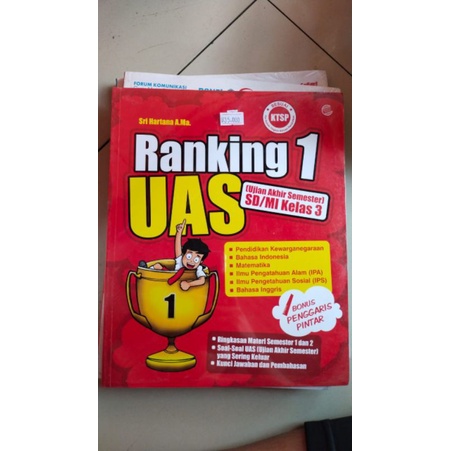 FORUM KOMUNIKASI
Sri Hartana A.Ma.
KTSP
Ranking 1
UAS
(Ujian Akhir Semester)
SD/MI Kelas 3
Pendidikan Kewarganegaraan
Bahasa Indonesia
Matematika
Ilmu Pengetahuan Alam (IPA)
Ilmu Pengetahuan Sosial (IPS)
Bahasa Inggris
1
BONUS
PENGGARIS
PINTAR
Ringkasan Materi Semester 1 dan 2
Soal-Soal UAS (Ujian Akhir Semester)
yang Sering Keluar
Kunci Jawaban dan Pembahasan